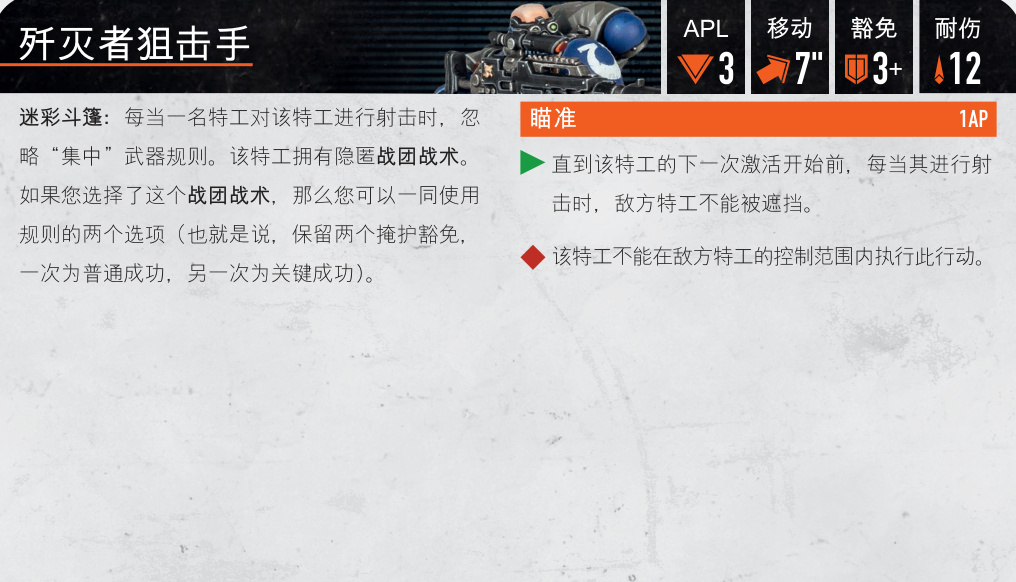 歼灭者狙击手
APL
3
移动
7"
豁免
3+
耐伤
12
迷彩斗篷：每当一名特工对该特工进行射击时，忽
略“集中”武器规则。该特工拥有隐匿战团战术。
如果您选择了这个战团战术，那么您可以一同使用
规则的两个选项（也就是说，保留两个掩护豁免，
一次为普通成功，另一次为关键成功）。
瞄准 1AP
直到该特工的下一次激活开始前，每当其进行射
击时，敌方特工不能被遮挡。
该特工不能在敌方特工的控制范围内执行此行动。